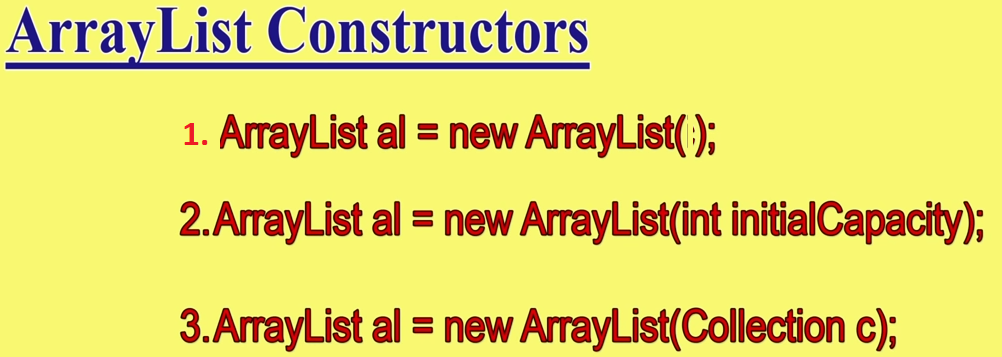 ArrayList Constructors
1. ArrayList al = new ArrayList();
2.ArrayList al = new ArrayList(int initialCapacity);
3.ArrayList al = new ArrayList(Collection c);